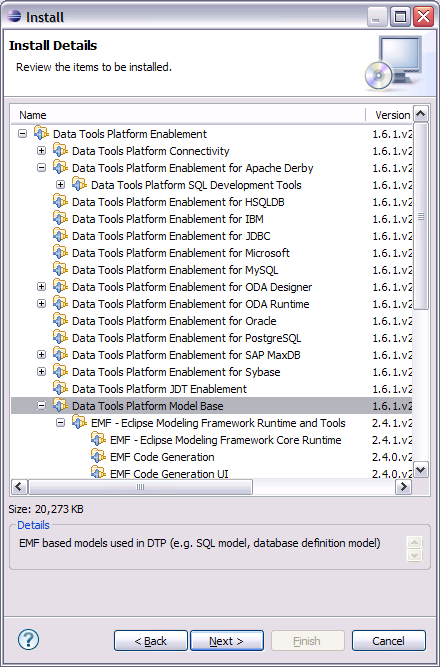 Install
Install Details
Review the items to be installed.
Name Version
Data Tools Platform Enablement 1.6.1.v2
Data Tools Platform Connectivity 1.6.1.v2
Data Tools Platform Enablement for Apache Derby 1.6.1.v2
Data Tools Platform SQL Development Tools 1.6.1.v2
Data Tools Platform Enablement for HSQLDB 1.6.1.v2
Data Tools Platform Enablement for IBM 1.6.1.v2
Data Tools Platform Enablement for JDBC 1.6.1.v2
Data Tools Platform Enablement for Microsoft 1.6.1.v2
Data Tools Platform Enablement for MySQL 1.6.1.v2
Data Tools Platform Enablement for ODA Designer 1.6.1.v2
Data Tools Platform Enablement for ODA Runtime 1.6.1.v2
Data Tools Platform Enablement for Oracle 1.6.1.v2
Data Tools Platform Enablement for PostgreSQL 1.6.1.v2
Data Tools Platform Enablement for SAP MaxDB 1.6.1.v2
Data Tools Platform Enablement for Sybase 1.6.1.v2
Data Tools Platform JDT Enablement 1.6.1.v2
Data Tools Platform Model Base 1.6.1.v2
EMF - Eclipse Modeling Framework Runtime and Tools 2.4.1.v2
EMF - Eclipse Modeling Framework Core Runtime 2.4.1.v2
EMF Code Generation 2.4.0.v2
EMF Code Generation UI 2.4.0.v2
Size: 20,273 KB
Details
EMF based models used in DTP (e.g. SQL model, database definition model)
? < Back Next > Finish Cancel